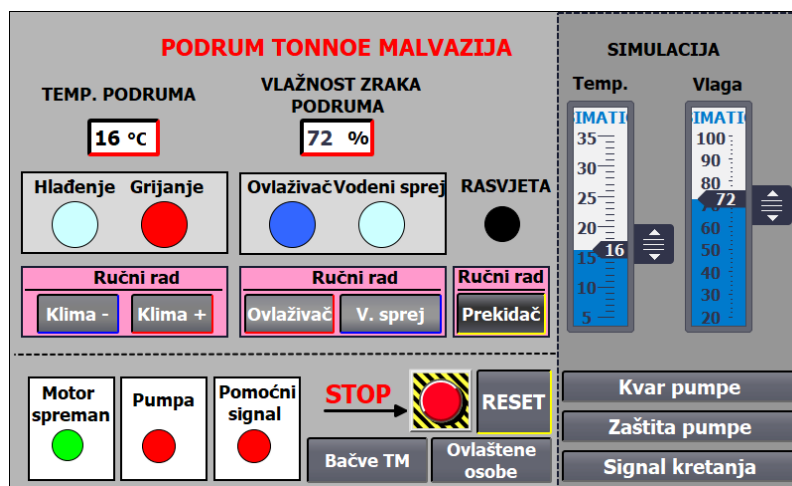 PODRUM TONNOE MALVAZIJA
TEMP. PODRUMA
VLAŽNOST ZRAKA
PODRUMA
16 °C
72 %
Hlađenje Grijanje
Ovlaživač Vodeni sprej
RASVJETA
Ručni rad
Klima - Klima +
Ručni rad
Ovlaživač V. sprej
Ručni rad
Prekidač
Motor
spreman
Pumpa
Pomoćni
signal
STOP
RESET
Bačve TM
Ovlaštene
osobe
SIMULACIJA
Temp.
IMATI
35
30
25
20
16
15
10
5
Vlaga
IMATI
100
90
80
72
60
50
40
30
20
Kvar pumpe
Zaštita pumpe
Signal kretanja